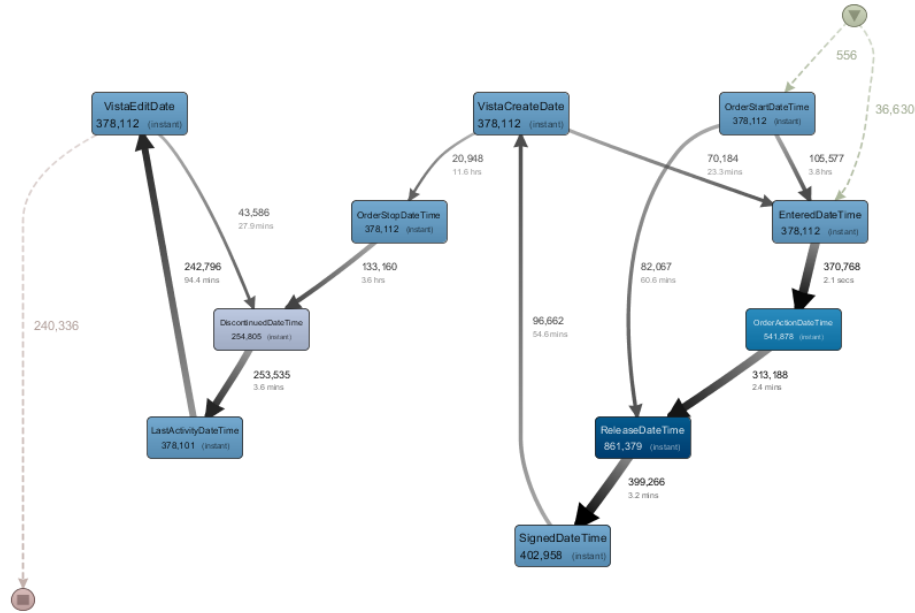 556
VistaEditDate
378,112 (instant)
VistaCreateDate
378,112 (instant)
OrderStartDateTime
378,112 (instant)
36,630
20,948
11.6 hrs
70,184
23.3 mins
105,577
3.8 hrs
43,586
27.9 mins
OrderStopDateTime
378,112 (instant)
EnteredDateTime
378,112 (instant)
242,796
94.4 mins
133,160
3.6 hrs
82,067
60.6 mins
370,768
2.1 secs
240,336
DiscontinuedDateTime
254,805 (instant)
96,662
54.6 mins
OrderActionDateTime
541,878 (instant)
253,535
3.6 mins
313,188
2.4 mins
LastActivityDateTime
378,101 (instant)
ReleaseDateTime
861,379 (instant)
399,266
3.2 mins
SignedDateTime
402,958 (instant)